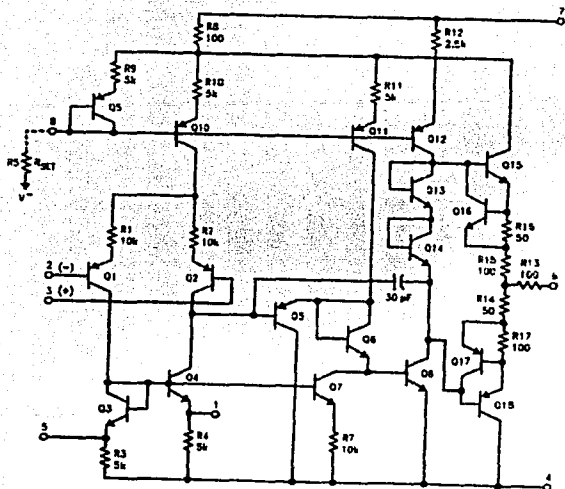 7
R8
100
R12
2.5k
R9
5k
R10
5k
R11
5k
Q5
8
Q10
Q11
Q12
Q15
R5
RSET
V-
Q13
Q16
R16
50
R1
10k
R2
10k
Q14
R15
100
R13
100
6
2 (-)
Q1
Q2
3 (+)
30 pF
R14
50
Q5
Q6
Q17
R17
100
Q4
Q7
Q8
Q3
1
Q15
5
R3
5k
R4
5k
R7
10k
4